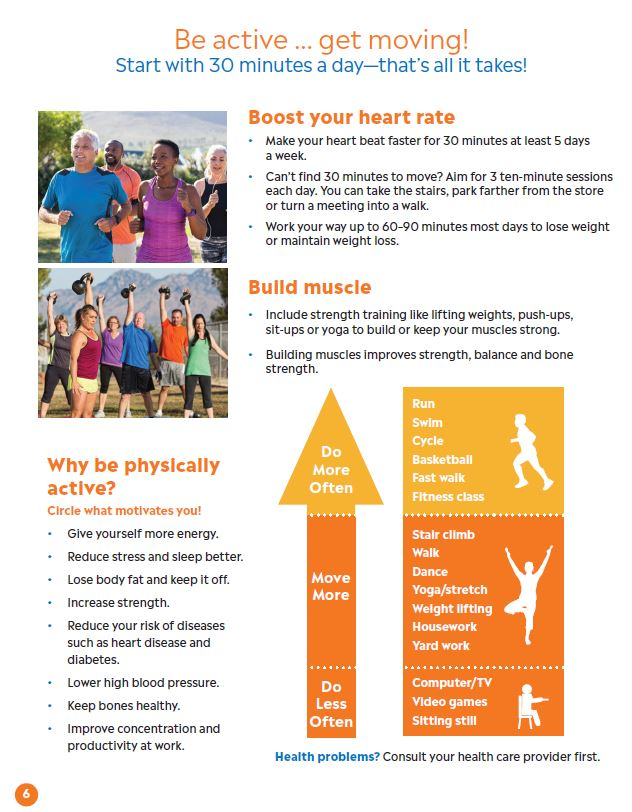 Be active ... get moving!
Start with 30 minutes a day—that's all it takes!
Boost your heart rate
• Make your heart beat faster for 30 minutes at least 5 days
a week.
• Can't find 30 minutes to move? Aim for 3 ten-minute sessions
each day. You can take the stairs, park farther from the store
or turn a meeting into a walk.
• Work your way up to 60-90 minutes most days to lose weight
or maintain weight loss.
Build muscle
• Include strength training like lifting weights, push-ups,
sit-ups or yoga to build or keep your muscles strong.
• Building muscles improves strength, balance and bone
strength.
Why be physically
active?
Circle what motivates you!
• Give yourself more energy.
• Reduce stress and sleep better.
• Lose body fat and keep it off.
• Increase strength.
• Reduce your risk of diseases
such as heart disease and
diabetes.
• Lower high blood pressure.
• Keep bones healthy.
• Improve concentration and
productivity at work.
Do
More
Often
Run
Swim
Cycle
Basketball
Fast walk
Fitness class
Move
More
Stair climb
Walk
Dance
Yoga/stretch
Weight lifting
Housework
Yard work
Do
Less
Often
Computer/TV
Video games
Sitting still
Health problems? Consult your health care provider first.
6